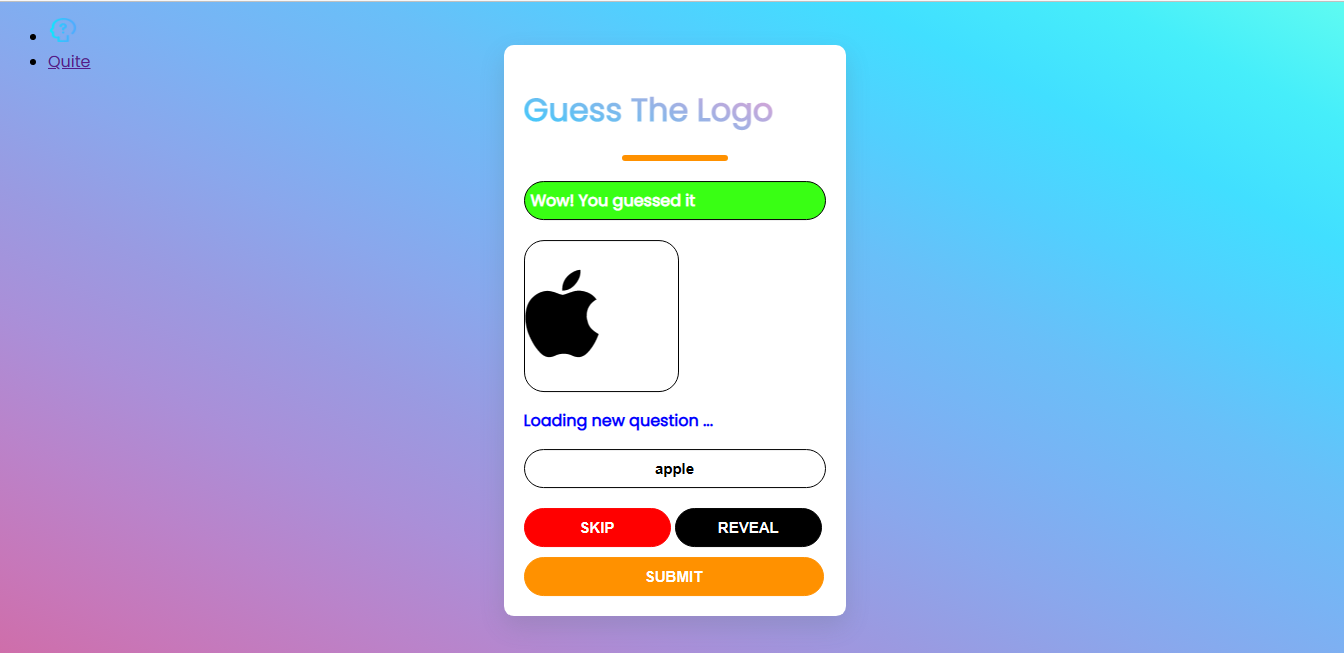 Quite
Guess The Logo
Wow! You guessed it
Loading new question ...
apple
SKIP REVEAL
SUBMIT